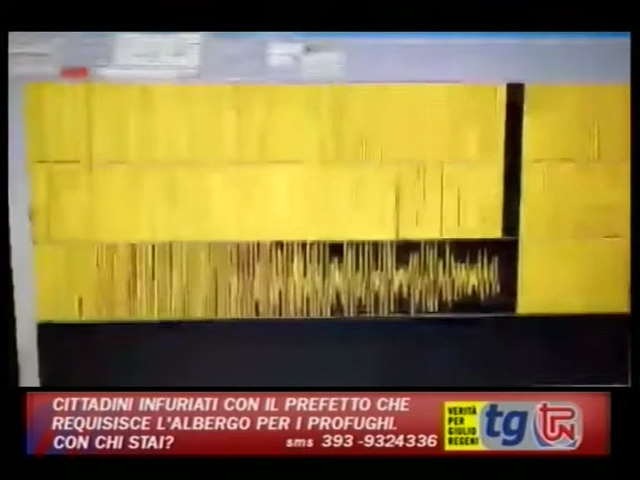 CITTADINI INFURIATI CON IL PREFETTO CHE
REQUISISCE L'ALBERGO PER I PROFUGHI.
CON CHI STAI?
sms 393-9324336
VERITÀ
PER
GIULIO
REGENI
tg
TRN